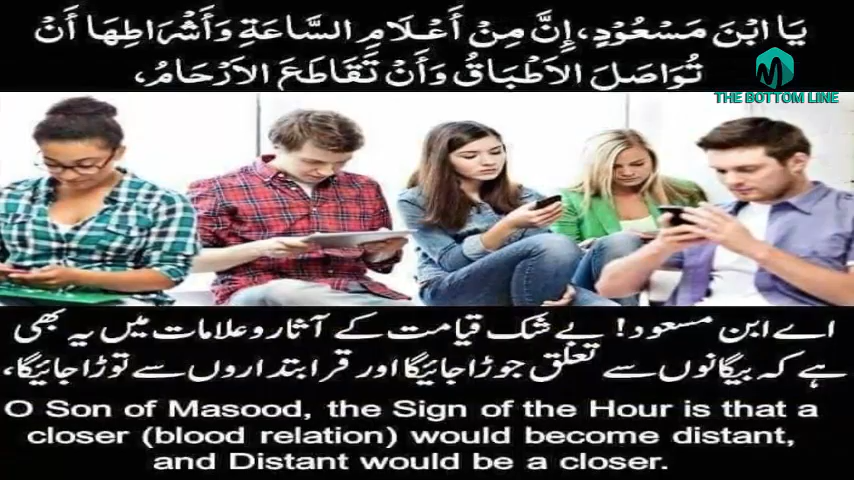 يَا ابْنَ مَسْعُوْدٍ، إِنَّ مِنْ أَعْلَامِ السَّاعَةِ وَأَشْرَاطِهَا أَنْ
تُوَاصَلَ الاَطْبَاقُ وَأَنْ تَقَاطَعَ الاَرْحَامُ،
THE BOTTOM LINE
اے ابن مسعود! بے شک قیامت کے آثار و علامات میں یہ بھی
ہے کہ بیگانوں سے تعلق جوڑا جائیگا اور قرابتداروں سے توڑا جائیگا،
O Son of Masood, the Sign of the Hour is that a
closer (blood relation) would become distant,
and Distant would be a closer.